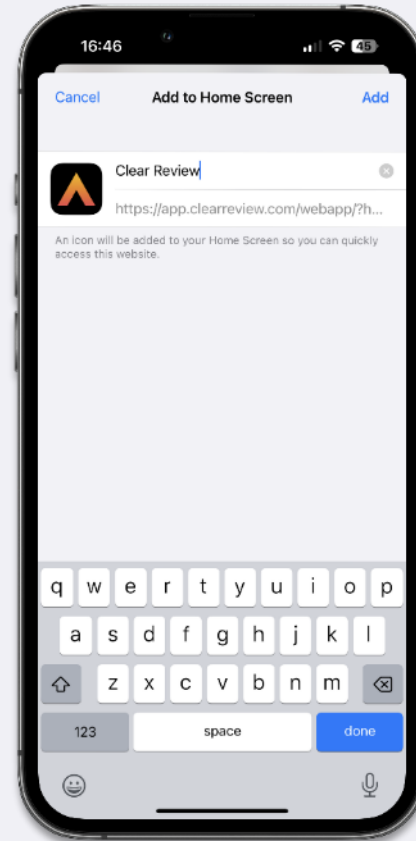 16:46
45
Cancel Add to Home Screen Add
Clear Review
https://app.clearreview.com/webapp/?h...
An icon will be added to your Home Screen so you can quickly
access this website.
q w e r t y u i o p
a s d f g h j k l
z x c v b n m
123 space done